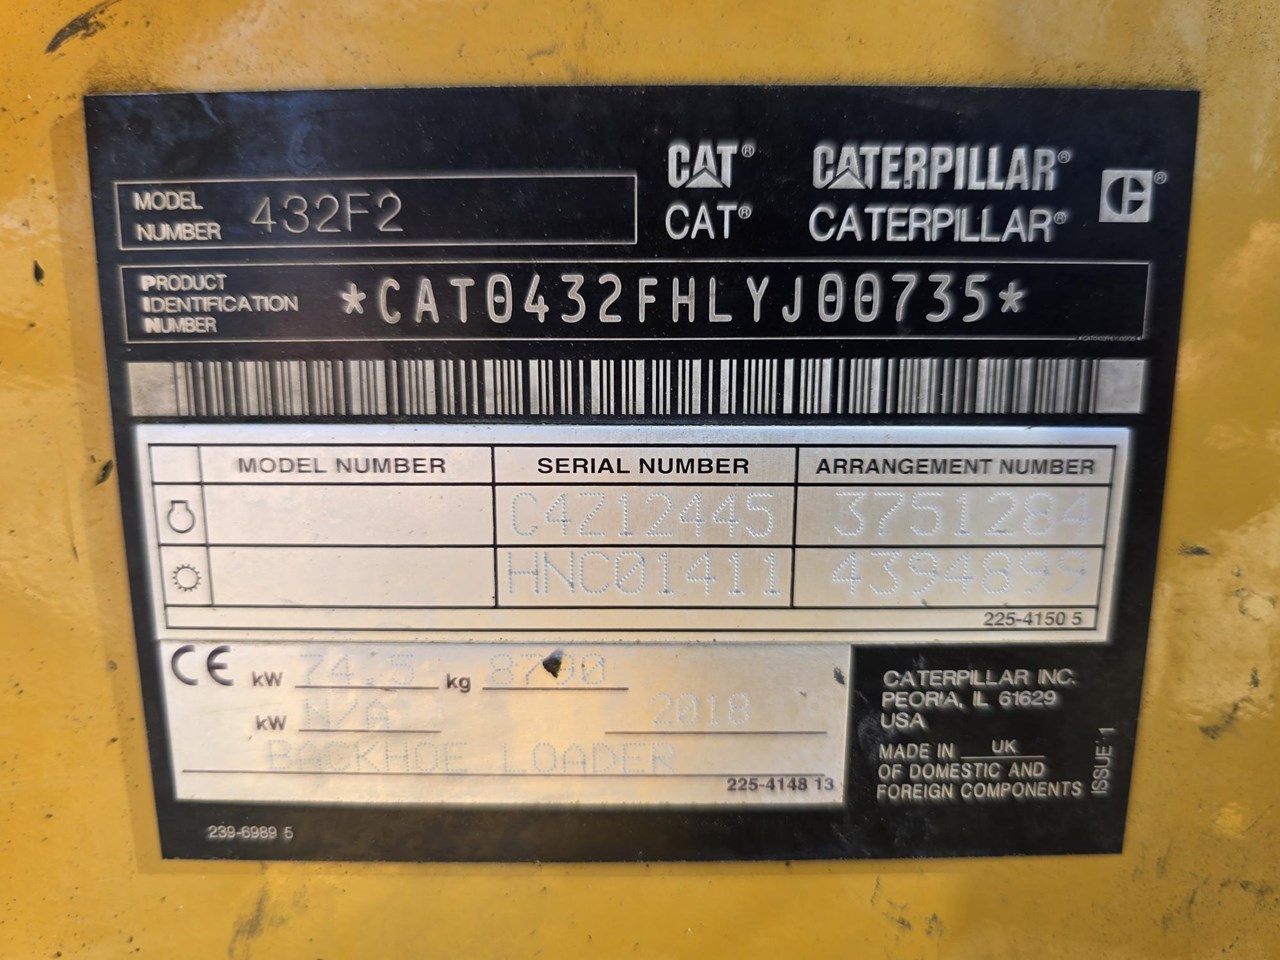 CAT® CATERPILLAR®
CAT® CATERPILLAR® ®
MODEL NUMBER 432F2
PRODUCT IDENTIFICATION NUMBER *CAT0432FHLYJ00735*
MODEL NUMBER SERIAL NUMBER ARRANGEMENT NUMBER
C4Z12445 3751284
HNC01411 4394899
225-4150 5
CE kW 74.5 kg 8790
kW N/A 2018
BACKHOE LOADER
225-4148 13
CATERPILLAR INC.
PEORIA, IL 61629
USA
MADE IN UK
OF DOMESTIC AND
FOREIGN COMPONENTS
ISSUE 1
239-6989 5